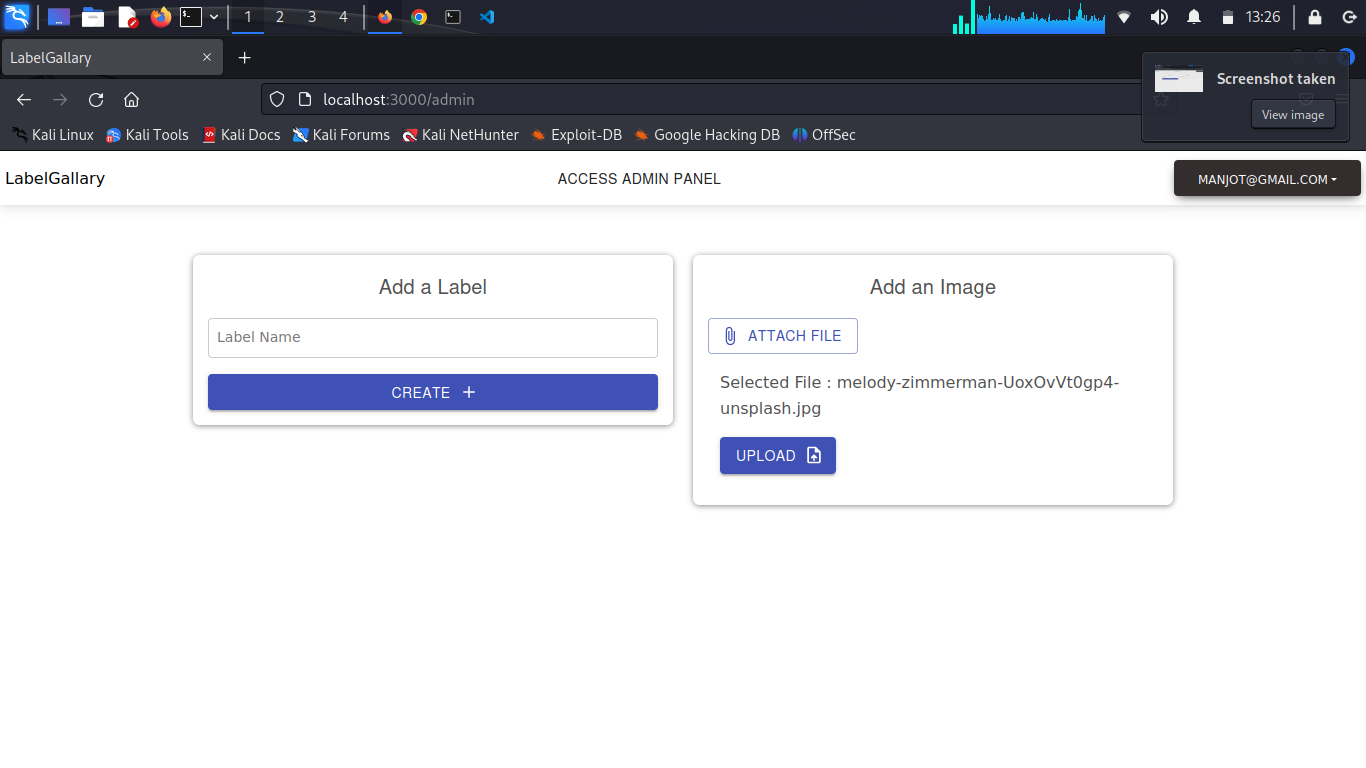 1 2 3 4 13:26
LabelGallary
Screenshot taken
View image
localhost:3000/admin
Kali Linux Kali Tools Kali Docs Kali Forums Kali NetHunter Exploit-DB Google Hacking DB OffSec
LabelGallary ACCESS ADMIN PANEL MANJOT@GMAIL.COM
Add a Label
Label Name
CREATE
Add an Image
ATTACH FILE
Selected File : melody-zimmerman-UoxOvVt0gp4-
unsplash.jpg
UPLOAD